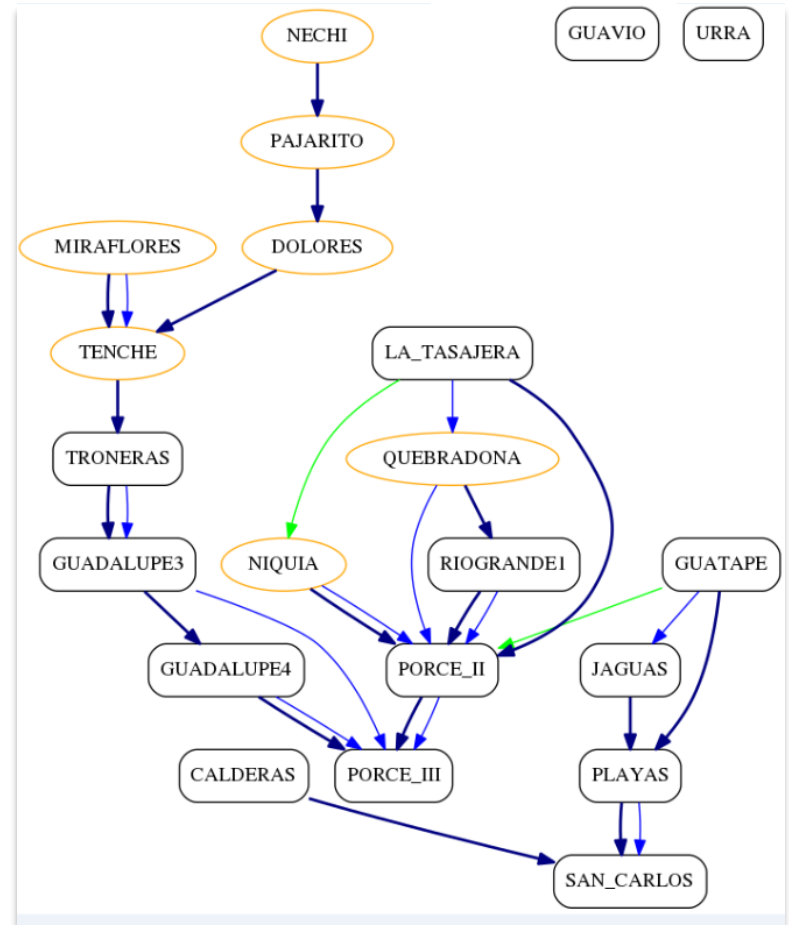 NECHI
GUAVIO
URRA
PAJARITO
MIRAFLORES
DOLORES
TENCHE
LA_TASAJERA
TRONERAS
QUEBRADONA
GUADALUPE3
NIQUIA
RIOGRANDE1
GUATAPE
GUADALUPE4
PORCE_II
JAGUAS
CALDERAS
PORCE_III
PLAYAS
SAN_CARLOS